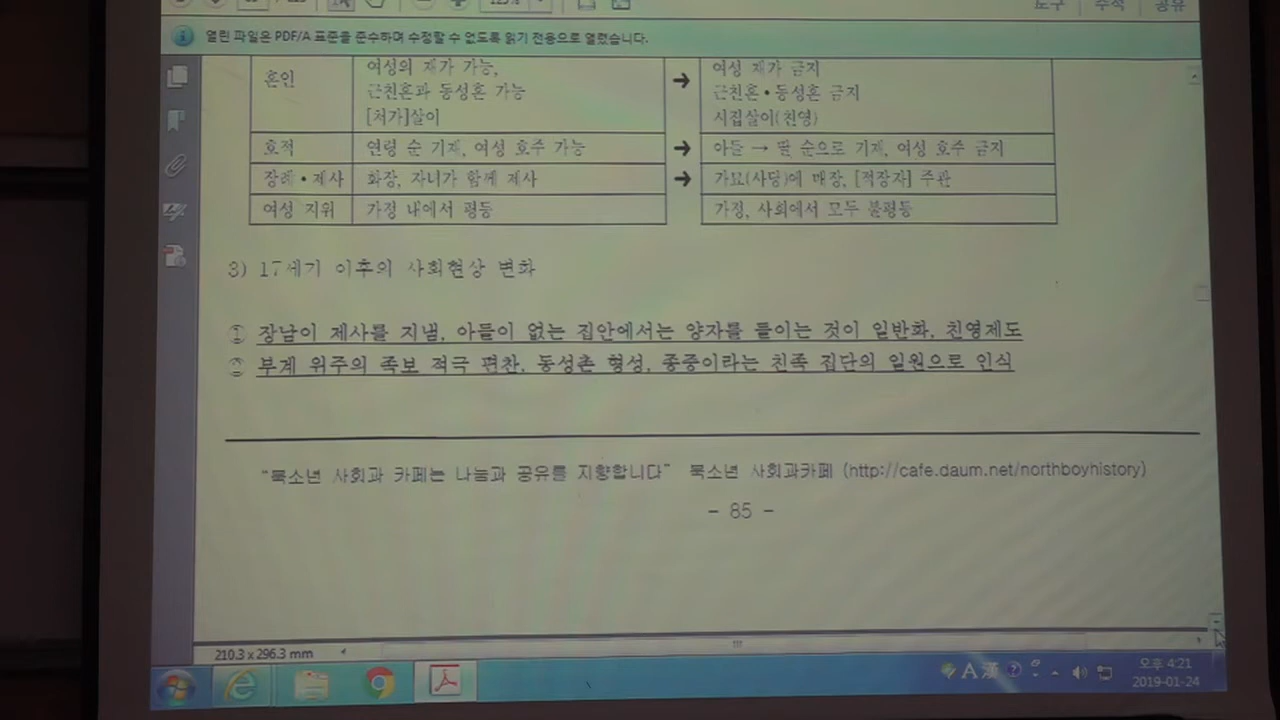 도구 주석 공유
열린 파일은 PDF/A 표준을 준수하며 수정할 수 없도록 읽기 전용으로 열렸습니다.
혼인
여성의 재가 가능,
근친혼과 동성혼 가능
[처가]살이
→
여성 재가 금지
근친혼•동성혼 금지
시집살이(친영)
호적 연령 순 기재, 여성 호주 가능 → 아들 → 딸 순으로 기재, 여성 호주 금지
장례•제사 화장, 자녀가 함께 제사 → 가묘(사당)에 매장, [적장자] 주관
여성 지위 가정 내에서 평등 가정, 사회에서 모두 불평등
3) 17세기 이후의 사회현상 변화
① 장남이 제사를 지냄, 아들이 없는 집안에서는 양자를 들이는 것이 일반화, 친영제도
② 부계 위주의 족보 적극 편찬, 동성촌 형성, 종중이라는 친족 집단의 일원으로 인식
“북소년 사회과 카페는 나눔과 공유를 지향합니다” 북소년 사회과카페 (http://cafe.daum.net/northboyhistory)
- 85 -
210.3 x 296.3 mm
A 漢
오후 4:21
2019-01-24